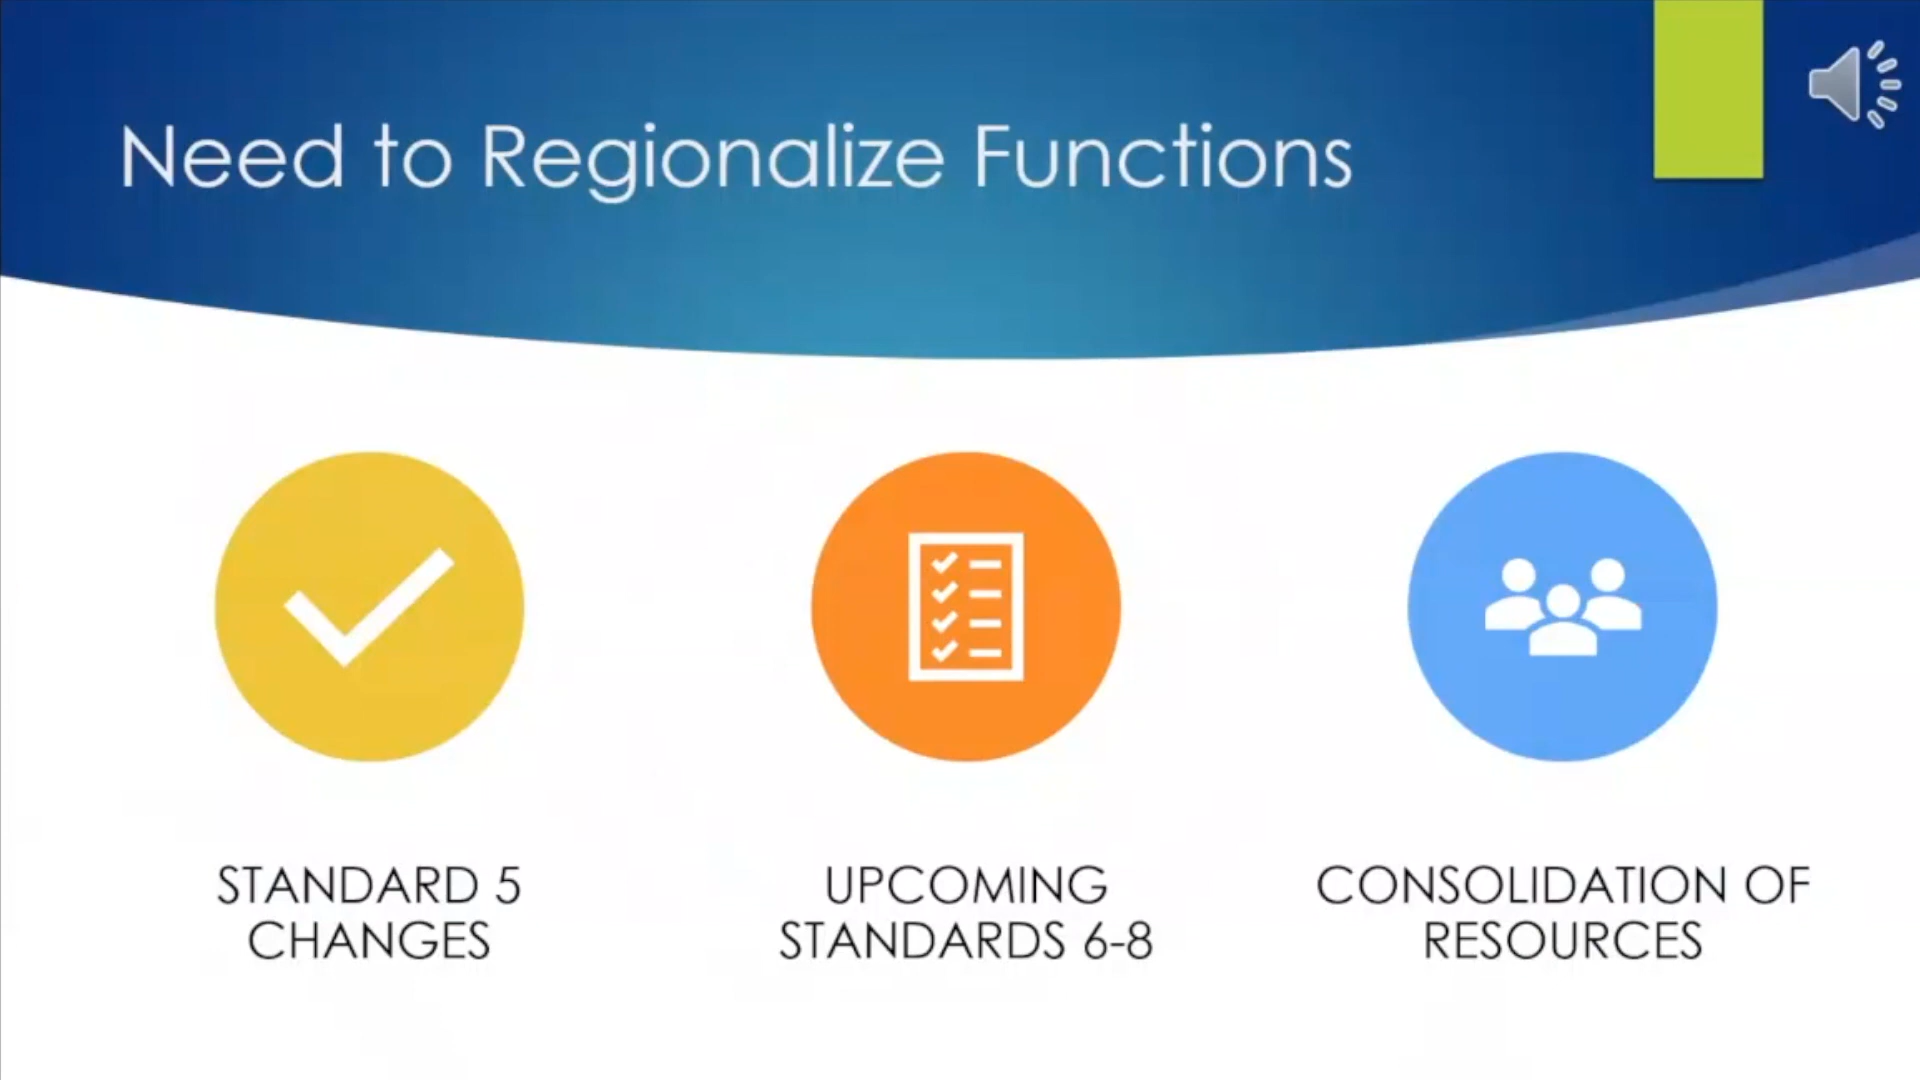 Need to Regionalize Functions
STANDARD 5
CHANGES
UPCOMING
STANDARDS 6-8
CONSOLIDATION OF
RESOURCES